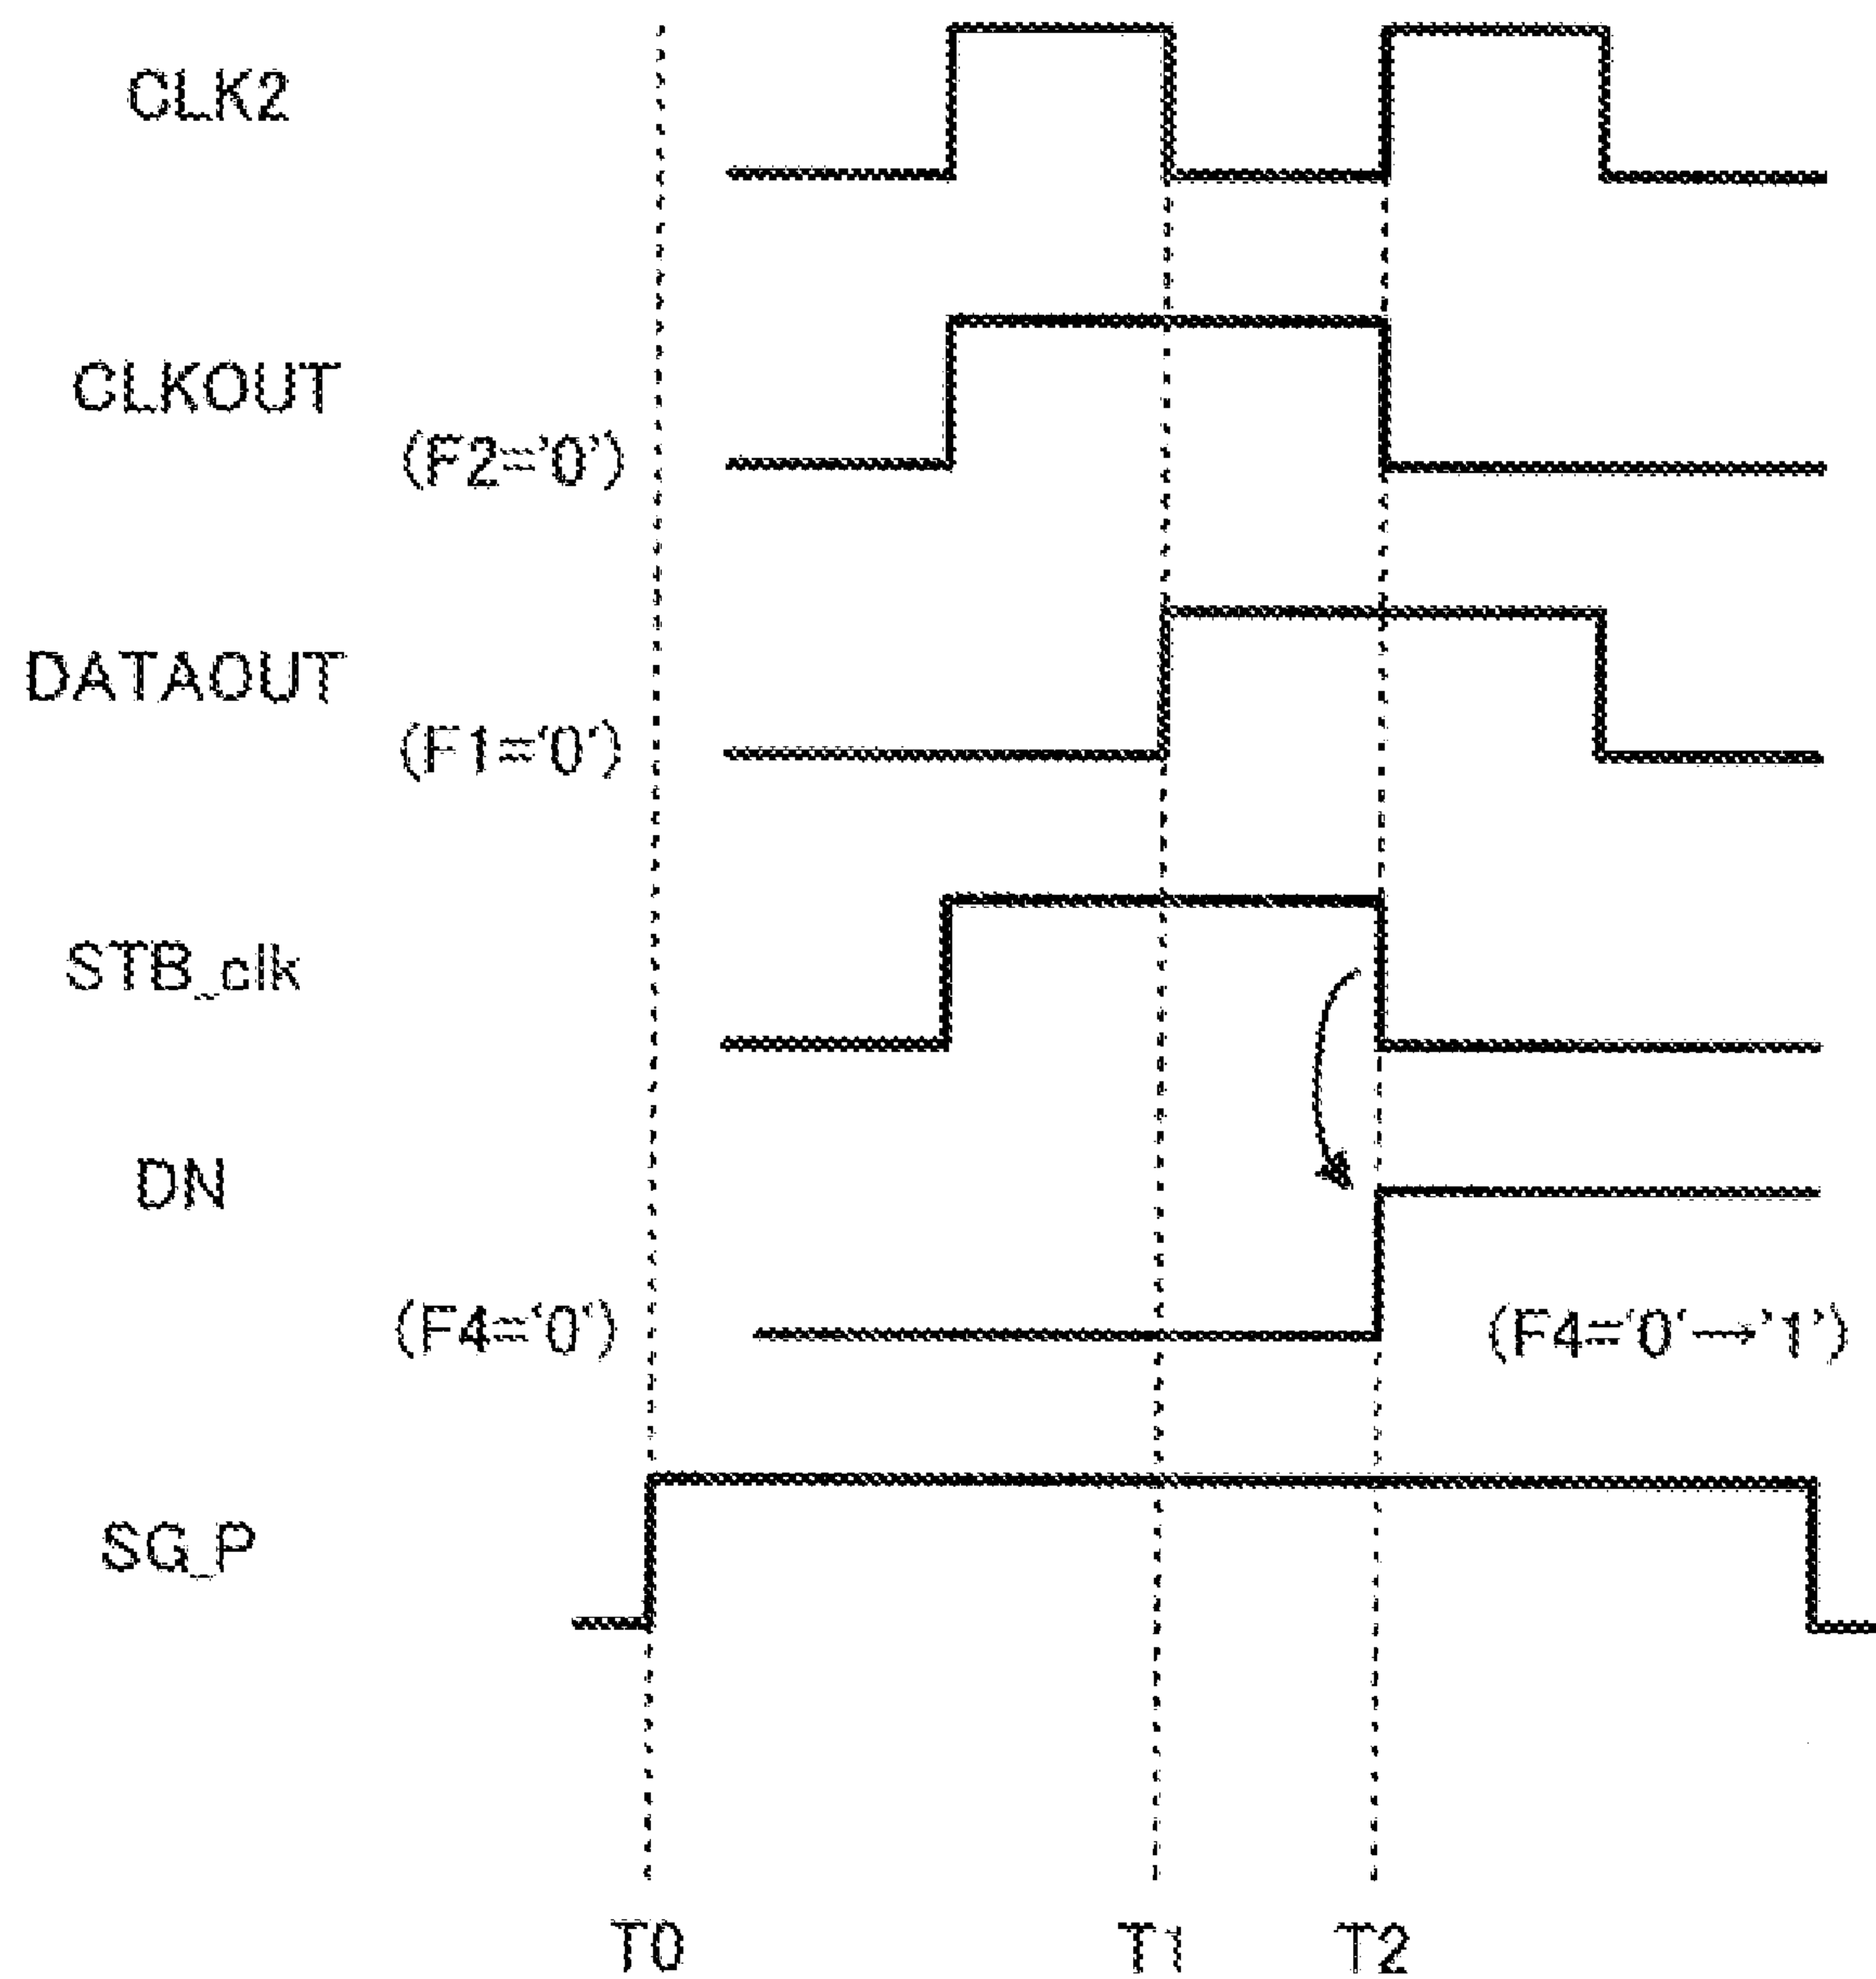 CLK2
CLKOUT
(F2='0')
DATAOUT
(F1='0')
STB_clk
DN
(F4='0')
(F4='0'→'1')
SG_P
T0
T1
T2